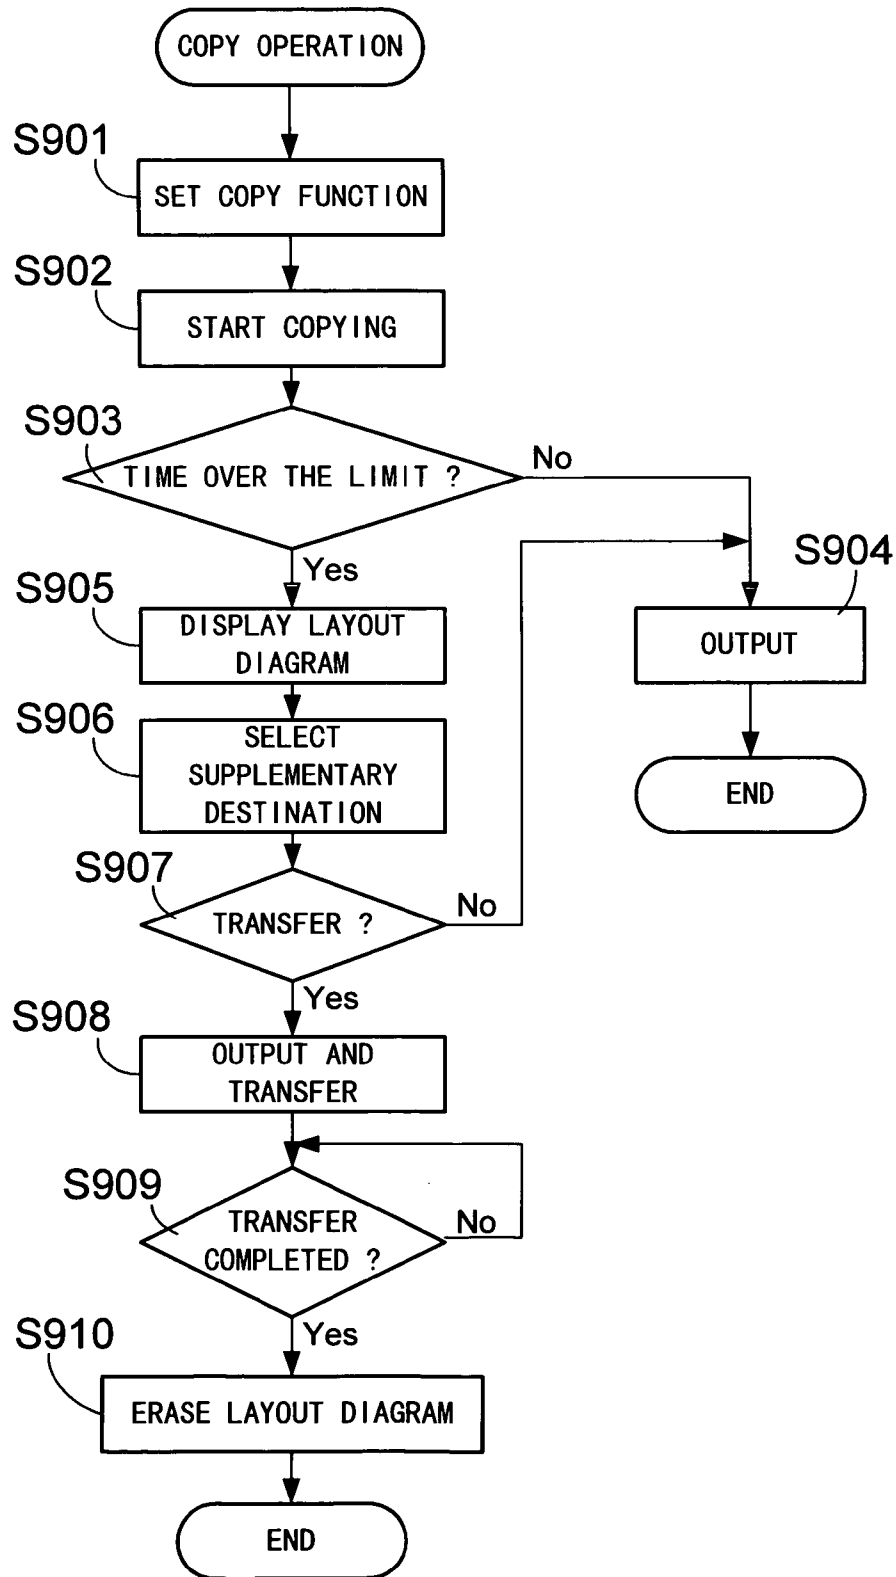 COPY OPERATION
S901
SET COPY FUNCTION
S902
START COPYING
S903
TIME OVER THE LIMIT ?
No
Yes
S904
OUTPUT
END
S905
DISPLAY LAYOUT
DIAGRAM
S906
SELECT
SUPPLEMENTARY
DESTINATION
S907
TRANSFER ?
No
Yes
S908
OUTPUT AND
TRANSFER
S909
TRANSFER
COMPLETED ?
No
Yes
S910
ERASE LAYOUT DIAGRAM
END